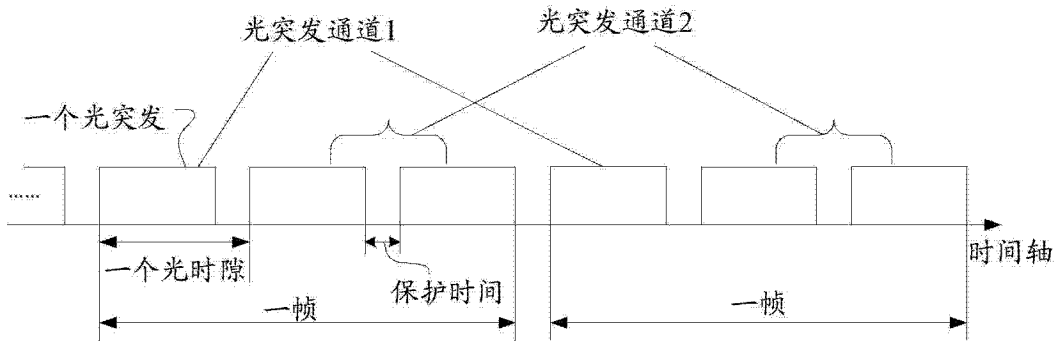 光突发通道1
光突发通道2
一个光突发
……
时间轴
一个光时隙
保护时间
一帧
一帧